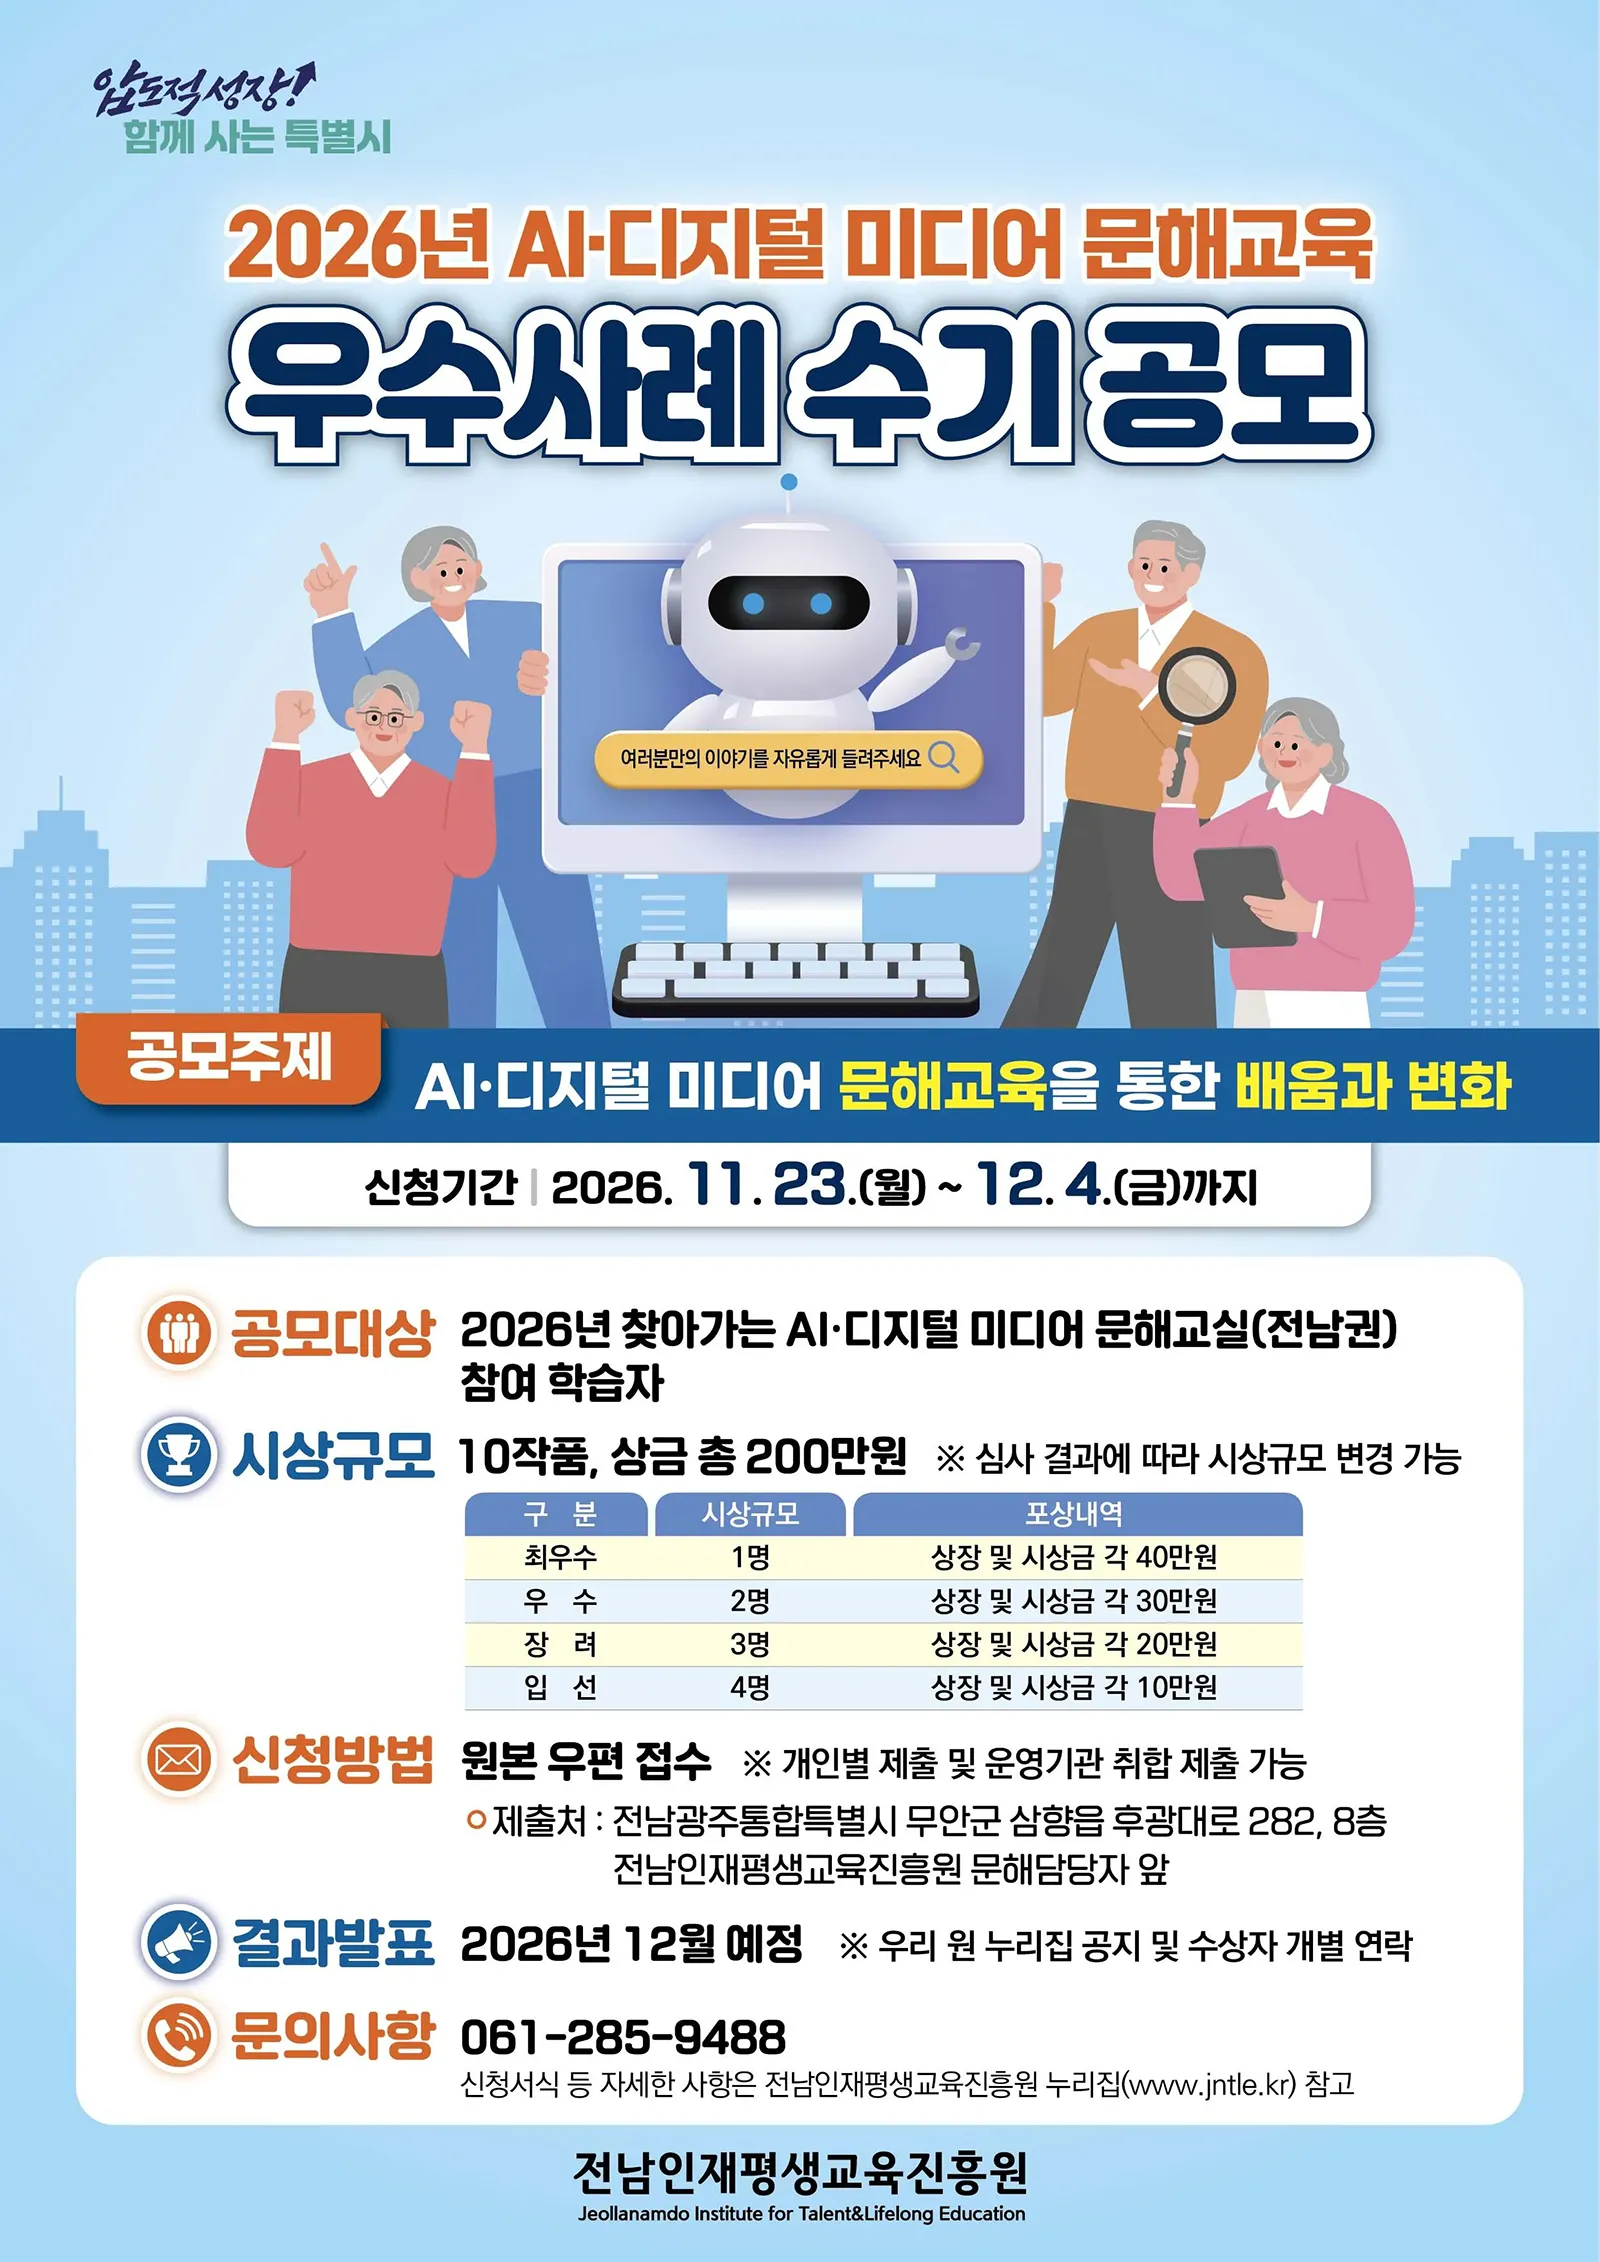 압도적 성장!
함께 사는 특별시
2026년 AI·디지털 미디어 문해교육
우수사례 수기 공모
여러분만의 이야기를 자유롭게 들려주세요
공모주제
AI·디지털 미디어 문해교육을 통한 배움과 변화
신청기간 | 2026. 11. 23.(월) ~ 12. 4.(금)까지
공모대상 2026년 찾아가는 AI·디지털 미디어 문해교실(전남권)
참여 학습자
시상규모 10작품, 상금 총 200만원 ※ 심사 결과에 따라 시상규모 변경 가능
구 분 시상규모 포상내역
최우수 1명 상장 및 시상금 각 40만원
우 수 2명 상장 및 시상금 각 30만원
장 려 3명 상장 및 시상금 각 20만원
입 선 4명 상장 및 시상금 각 10만원
신청방법 원본 우편 접수 ※ 개인별 제출 및 운영기관 취합 제출 가능
제출처 : 전남광주통합특별시 무안군 삼향읍 후광대로 282, 8층
전남인재평생교육진흥원 문해담당자 앞
결과발표 2026년 12월 예정 ※ 우리 원 누리집 공지 및 수상자 개별 연락
문의사항 061-285-9488
신청서식 등 자세한 사항은 전남인재평생교육진흥원 누리집(www.jntle.kr) 참고
전남인재평생교육진흥원
Jeollanamdo Institute for Talent&Lifelong Education